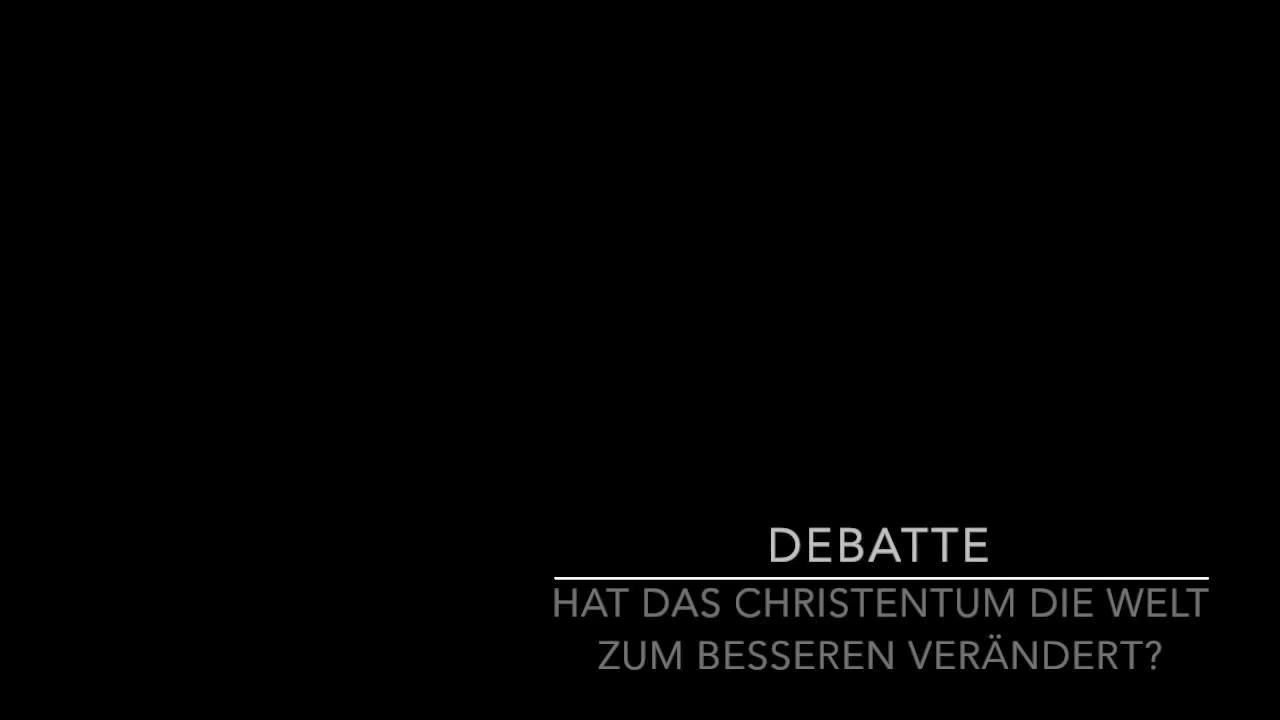 DEBATTE
HAT DAS CHRISTENTUM DIE WELT
ZUM BESSEREN VERÄNDERT?